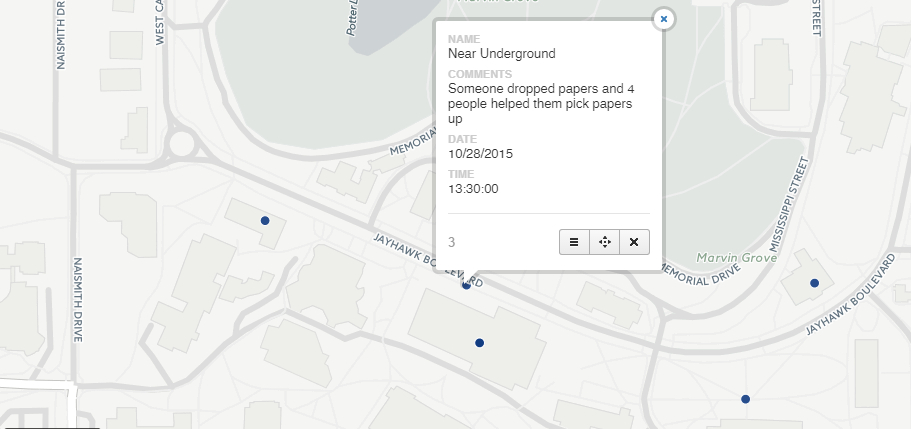 Marvin Grove
NAISMITH DR
WEST CA
Potter L
STREET
NAME
Near Underground
COMMENTS
Someone dropped papers and 4
people helped them pick papers
up
DATE
10/28/2015
TIME
13:30:00
3
MEMORIA
JAYHAWK BOULEVARD
MISSISSIPPI STREET
Marvin Grove
MEMORIAL DRIVE
NAISMITH DRIVE
JAYHAWK BOULEVARD